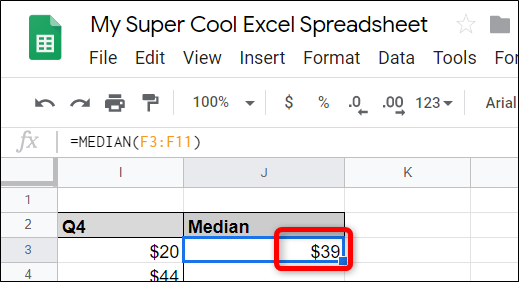 My Super Cool Excel Spreadsheet
File Edit View Insert Format Data Tools For
100% $ % .0 .00 123 Arial
fx =MEDIAN(F3:F11)
I J K
1
2 Q4 Median
3 $20 $39
4 $44